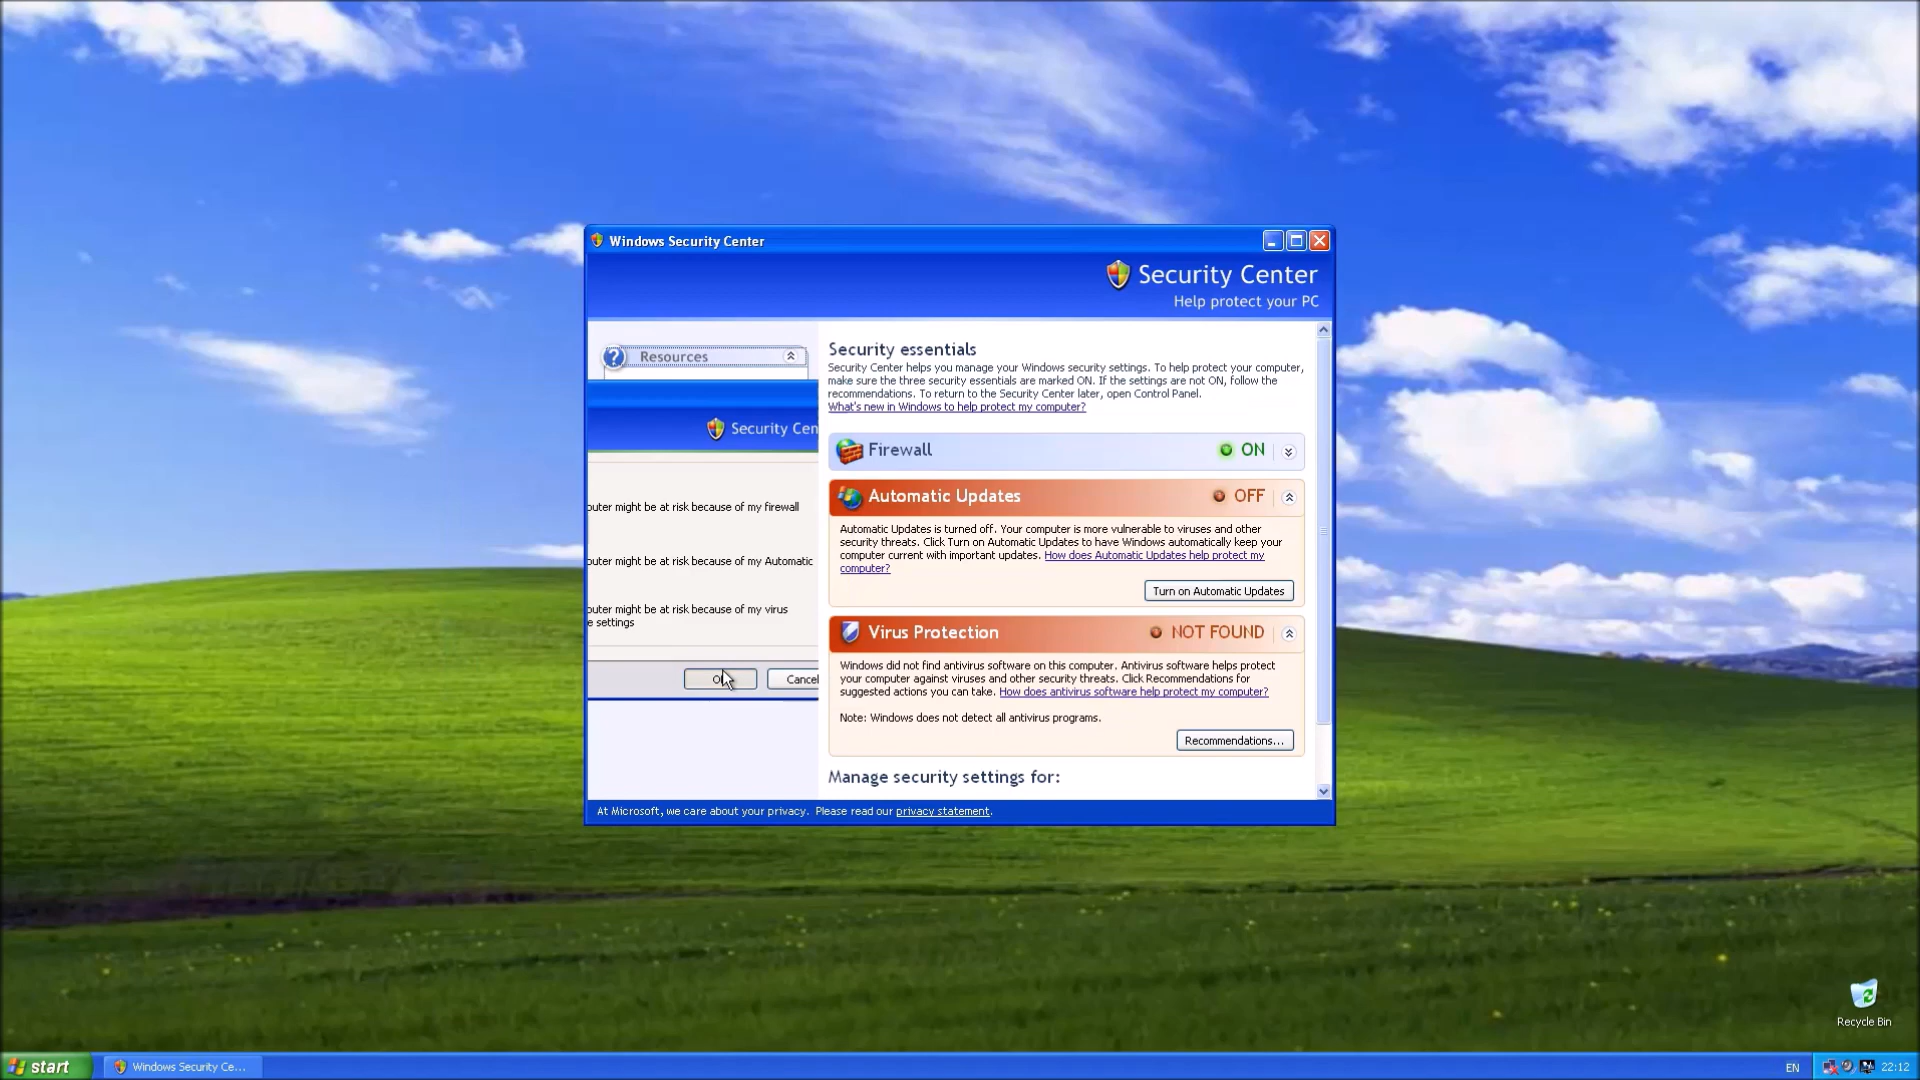 Windows Security Center
Security Center
Help protect your PC
Resources
Security Cen
puter might be at risk because of my firewall
puter might be at risk because of my Automatic
puter might be at risk because of my virus
e settings
Cancel
Security essentials
Security Center helps you manage your Windows security settings. To help protect your computer,
make sure the three security essentials are marked ON. If the settings are not ON, follow the
recommendations. To return to the Security Center later, open Control Panel.
What's new in Windows to help protect my computer?
Firewall ON
Automatic Updates OFF
Automatic Updates is turned off. Your computer is more vulnerable to viruses and other
security threats. Click Turn on Automatic Updates to have Windows automatically keep your
computer current with important updates. How does Automatic Updates help protect my
computer?
Turn on Automatic Updates
Virus Protection NOT FOUND
Windows did not find antivirus software on this computer. Antivirus software helps protect
your computer against viruses and other security threats. Click Recommendations for
suggested actions you can take. How does antivirus software help protect my computer?
Note: Windows does not detect all antivirus programs.
Recommendations...
Manage security settings for:
At Microsoft, we care about your privacy. Please read our privacy statement.
Recycle Bin
start
Windows Security Ce...
EN
22:12